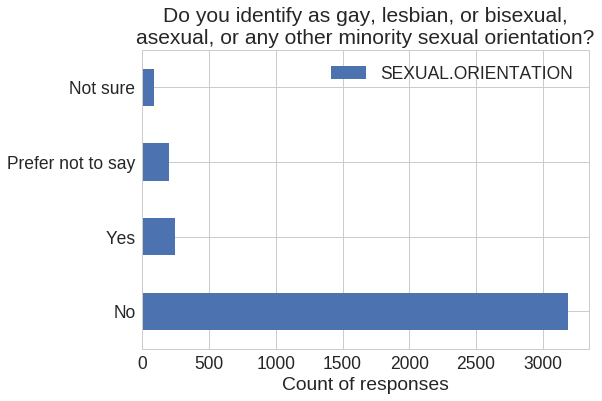 Do you identify as gay, lesbian, or bisexual,
asexual, or any other minority sexual orientation?
SEXUAL.ORIENTATION
Not sure
Prefer not to say
Yes
No
0 500 1000 1500 2000 2500 3000
Count of responses